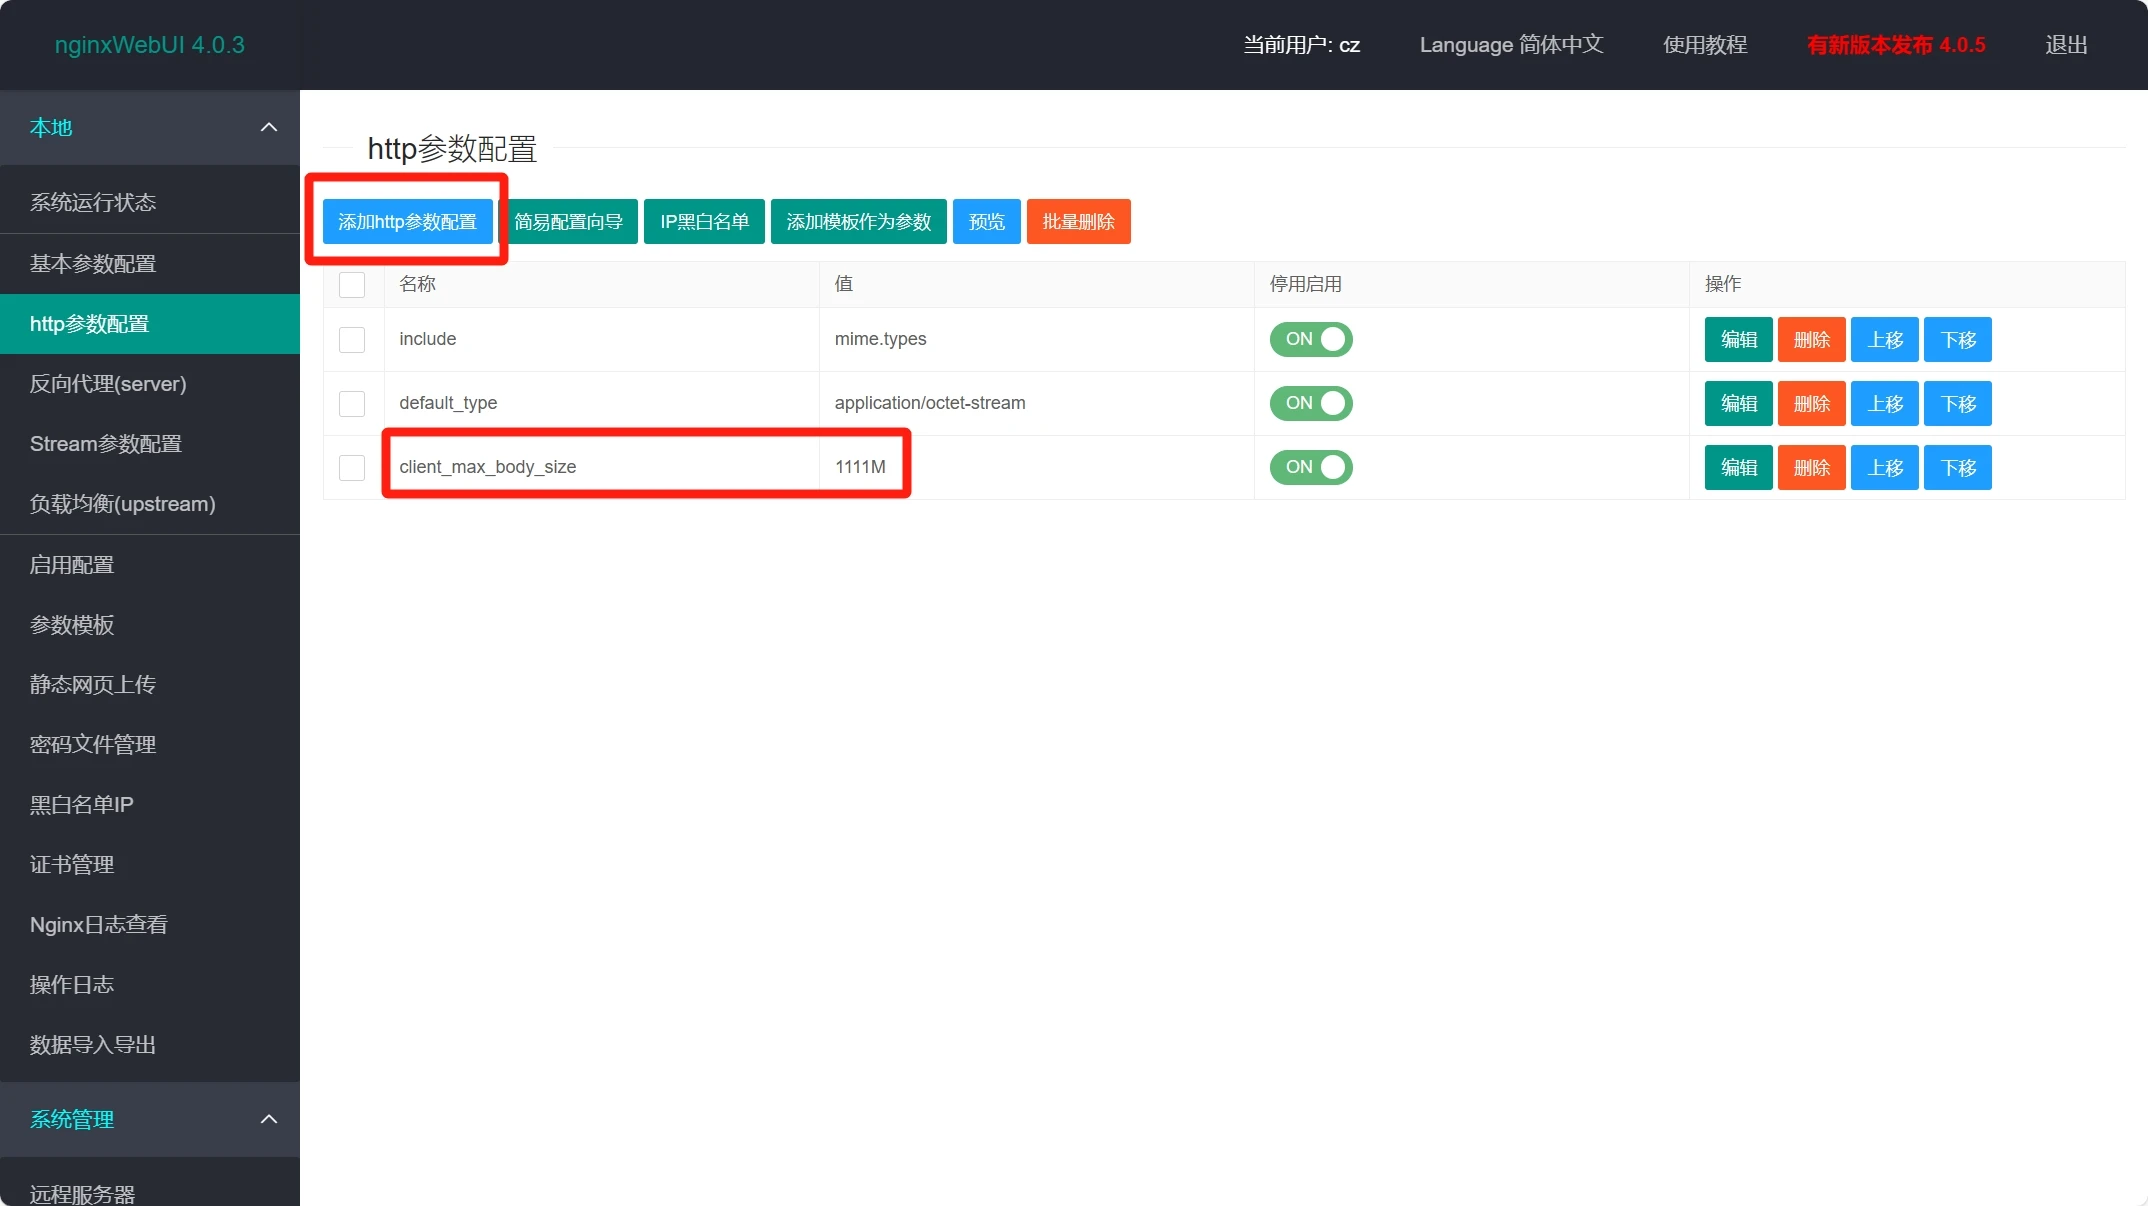 nginxWebUI 4.0.3
当前用户: cz
Language 简体中文
使用教程
有新版本发布 4.0.5
退出
本地
系统运行状态
基本参数配置
http参数配置
反向代理(server)
Stream参数配置
负载均衡(upstream)
启用配置
参数模板
静态网页上传
密码文件管理
黑白名单IP
证书管理
Nginx日志查看
操作日志
数据导入导出
系统管理
远程服务器
http参数配置
添加http参数配置 简易配置向导 IP黑白名单 添加模板作为参数 预览 批量删除
名称 值 停用启用 操作
include mime.types ON 编辑 删除 上移 下移
default_type application/octet-stream ON 编辑 删除 上移 下移
client_max_body_size 1111M ON 编辑 删除 上移 下移